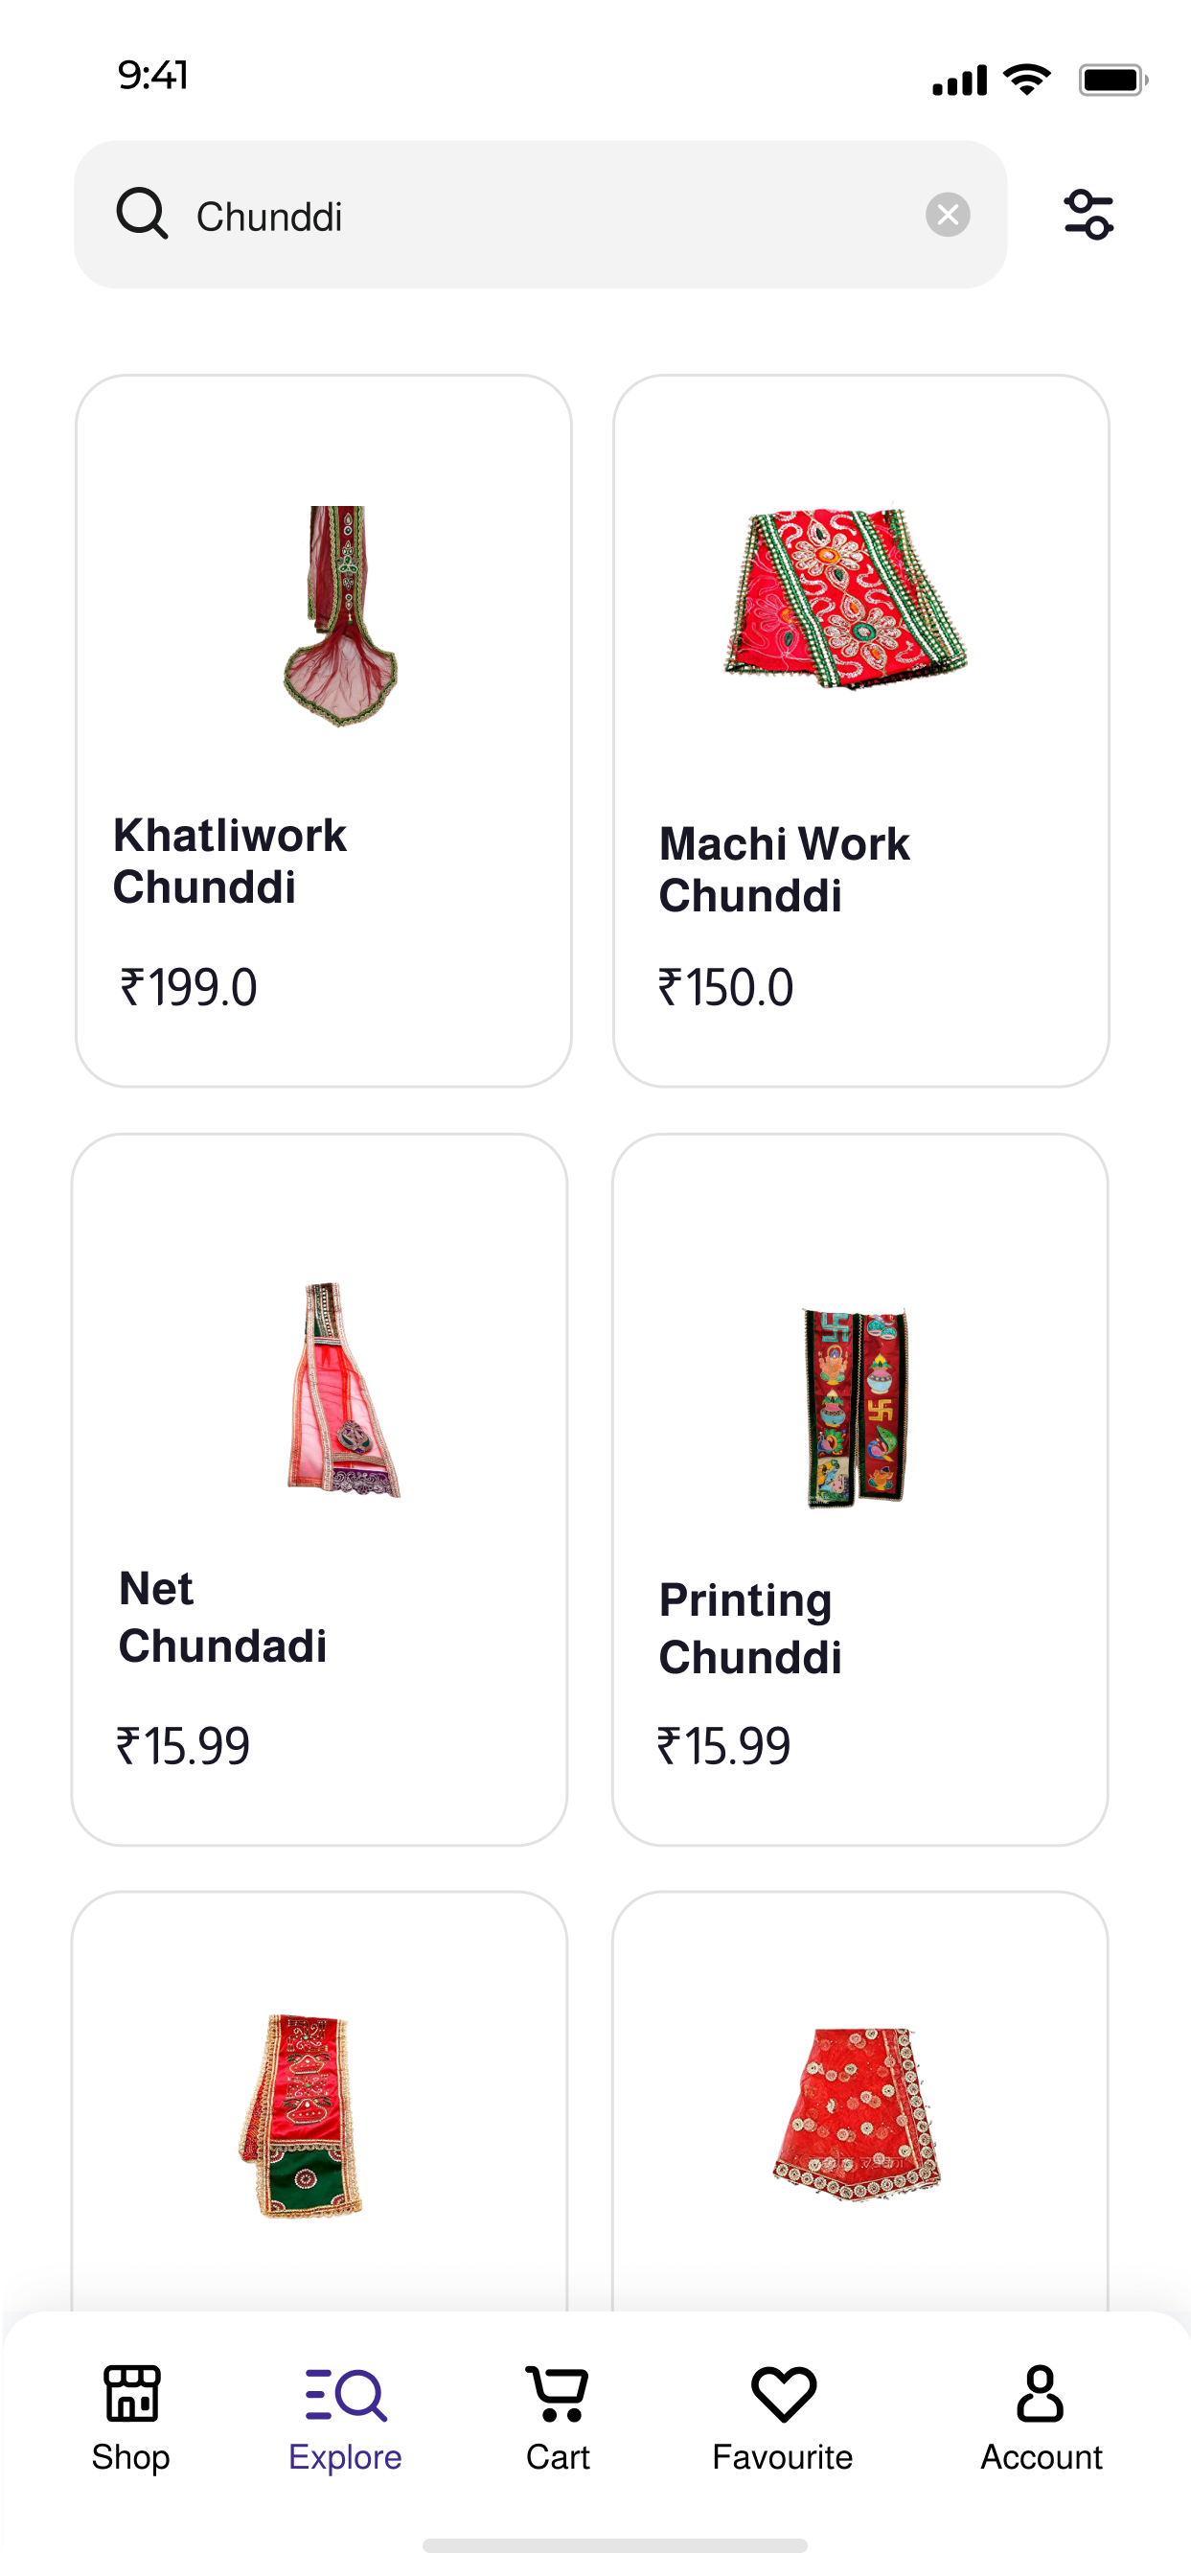 9:41
Chunddi
Khatliwork
Chunddi
₹199.0
Machi Work
Chunddi
₹150.0
Net
Chundadi
₹15.99
Printing
Chunddi
₹15.99
Shop
Explore
Cart
Favourite
Account